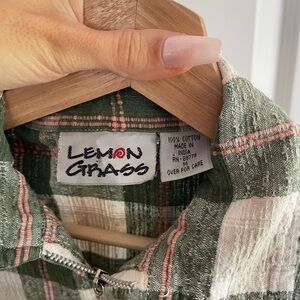 LEMON
GRASS
100% COTTON
MADE IN
INDIA
OVER FOR CARE